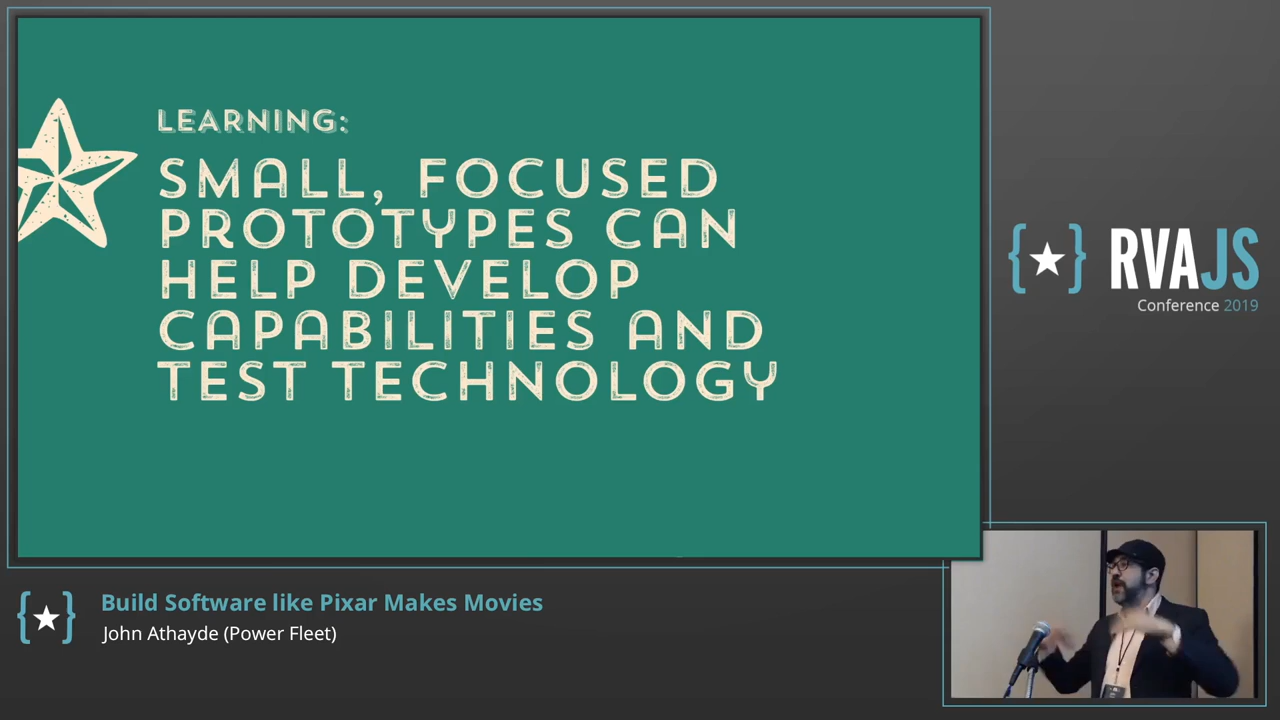 LEARNING:
SMALL, FOCUSED
PROTOTYPES CAN
HELP DEVELOP
CAPABILITIES AND
TEST TECHNOLOGY
{★} RVAJS
Conference 2019
Build Software like Pixar Makes Movies
John Athayde (Power Fleet)